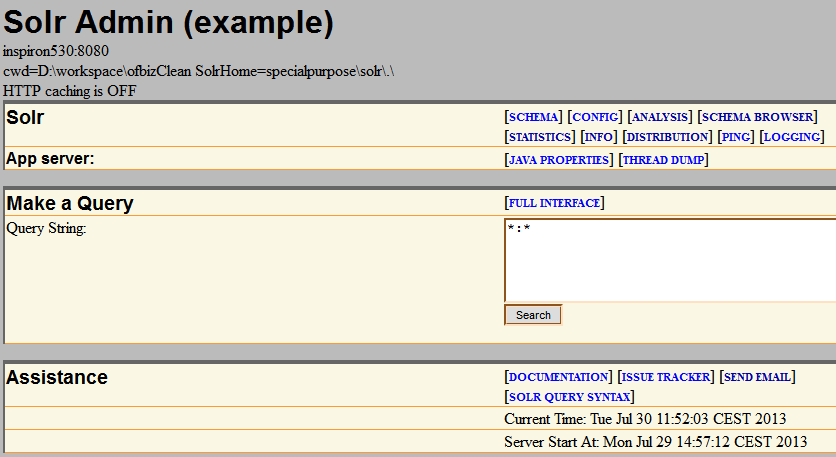 Solr Admin (example)
inspiron530:8080
cwd=D:\workspace\ofbizClean SolrHome=specialpurpose\solr\.\
HTTP caching is OFF
Solr
[SCHEMA] [CONFIG] [ANALYSIS] [SCHEMA BROWSER]
[STATISTICS] [INFO] [DISTRIBUTION] [PING] [LOGGING]
App server:
[JAVA PROPERTIES] [THREAD DUMP]
Make a Query
[FULL INTERFACE]
Query String:
*:*
Search
Assistance
[DOCUMENTATION] [ISSUE TRACKER] [SEND EMAIL]
[SOLR QUERY SYNTAX]
Current Time: Tue Jul 30 11:52:03 CEST 2013
Server Start At: Mon Jul 29 14:57:12 CEST 2013